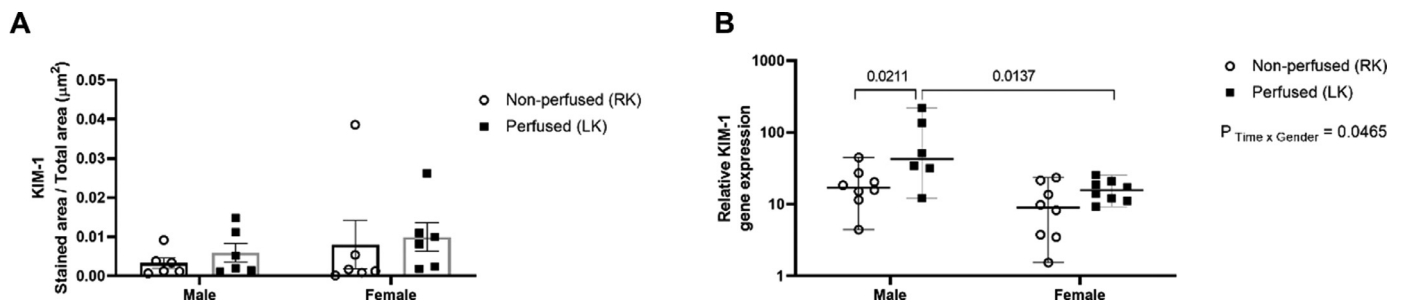 A
KIM-1
Stained area / Total area (μm²)
0.05
0.04
0.03
0.02
0.01
0.00
Male
Female
Non-perfused (RK)
Perfused (LK)
B
Relative KIM-1
gene expression
1000
100
10
1
0.0211
0.0137
Male
Female
Non-perfused (RK)
Perfused (LK)
P Time x Gender = 0.0465